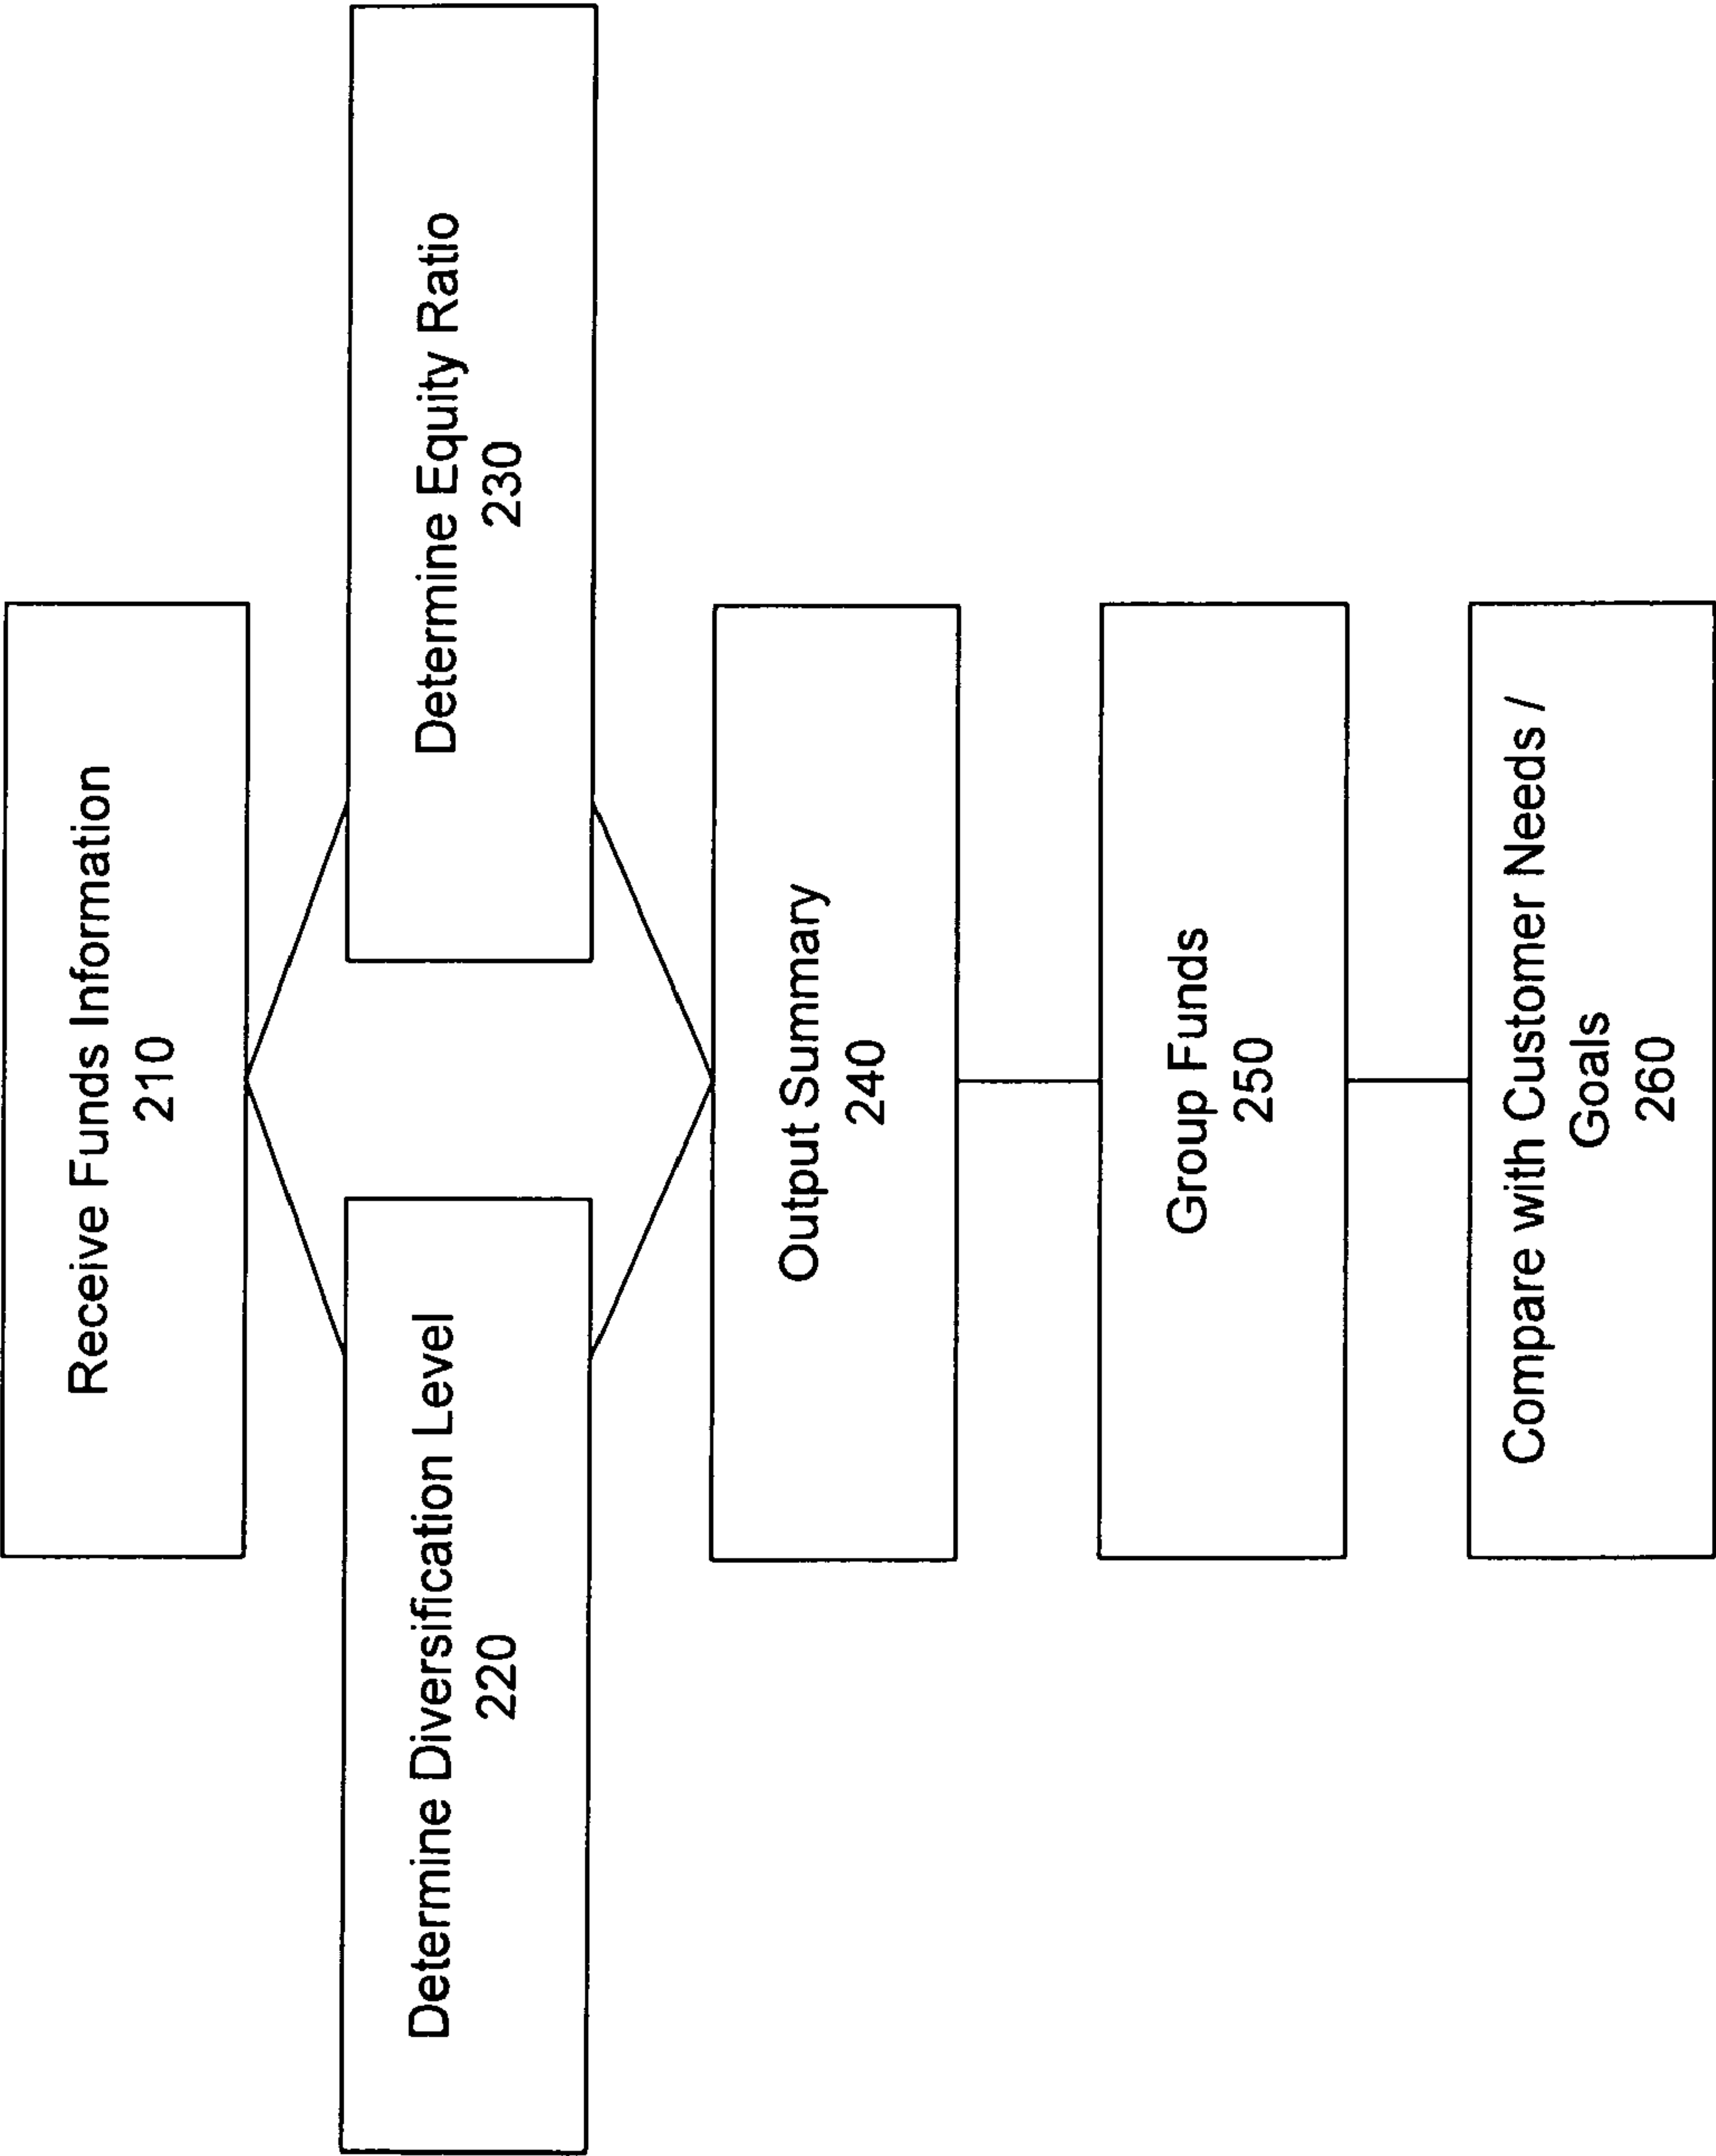 Receive Funds Information
210
Determine Diversification Level
220
Determine Equity Ratio
230
Output Summary
240
Group Funds
250
Compare with Customer Needs /
Goals
260